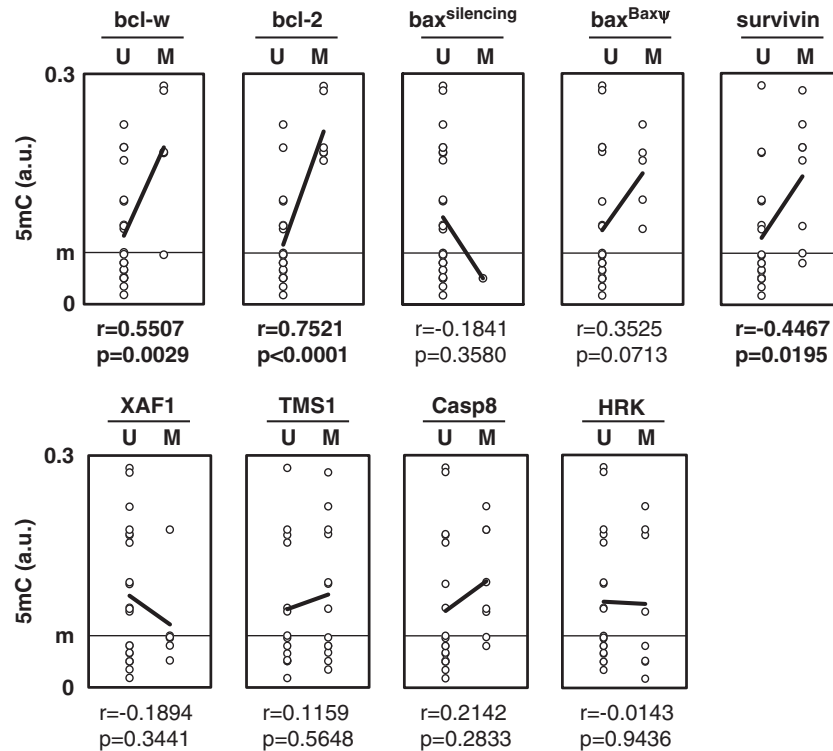 bcl-w bcl-2 bax silencing bax Baxψ survivin
U M U M U M U M U M
0.3
5mC (a.u.)
m
0
r=0.5507 r=0.7521 r=-0.1841 r=0.3525 r=-0.4467
p=0.0029 p<0.0001 p=0.3580 p=0.0713 p=0.0195
XAF1 TMS1 Casp8 HRK
U M U M U M U M
0.3
5mC (a.u.)
m
0
r=-0.1894 r=0.1159 r=0.2142 r=-0.0143
p=0.3441 p=0.5648 p=0.2833 p=0.9436